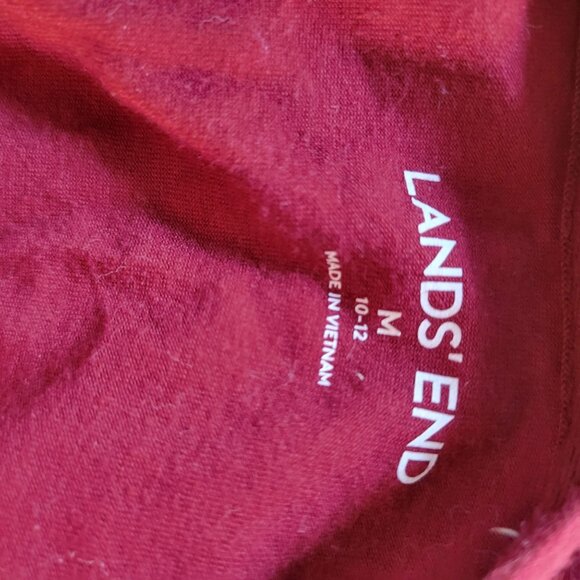 LANDS' END
M
10-12
MADE IN VIETNAM